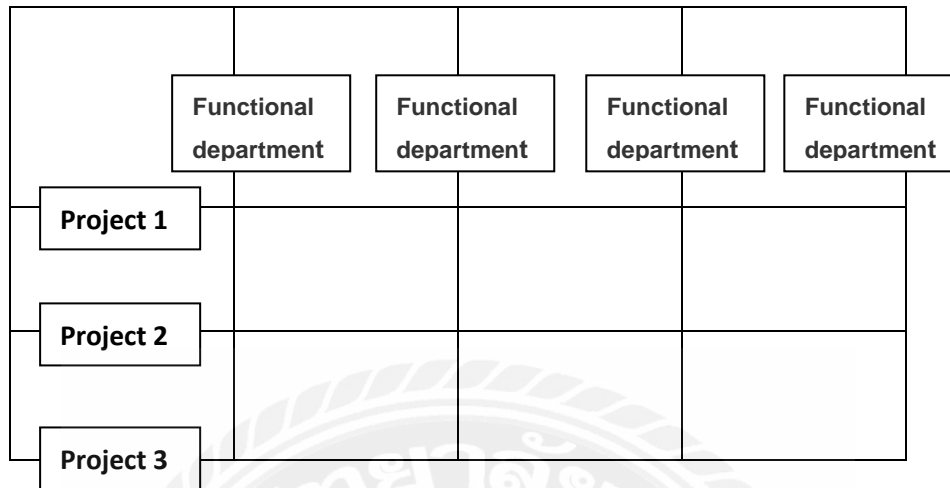 Functional
department
Functional
department
Functional
department
Functional
department
Project 1
Project 2
Project 3